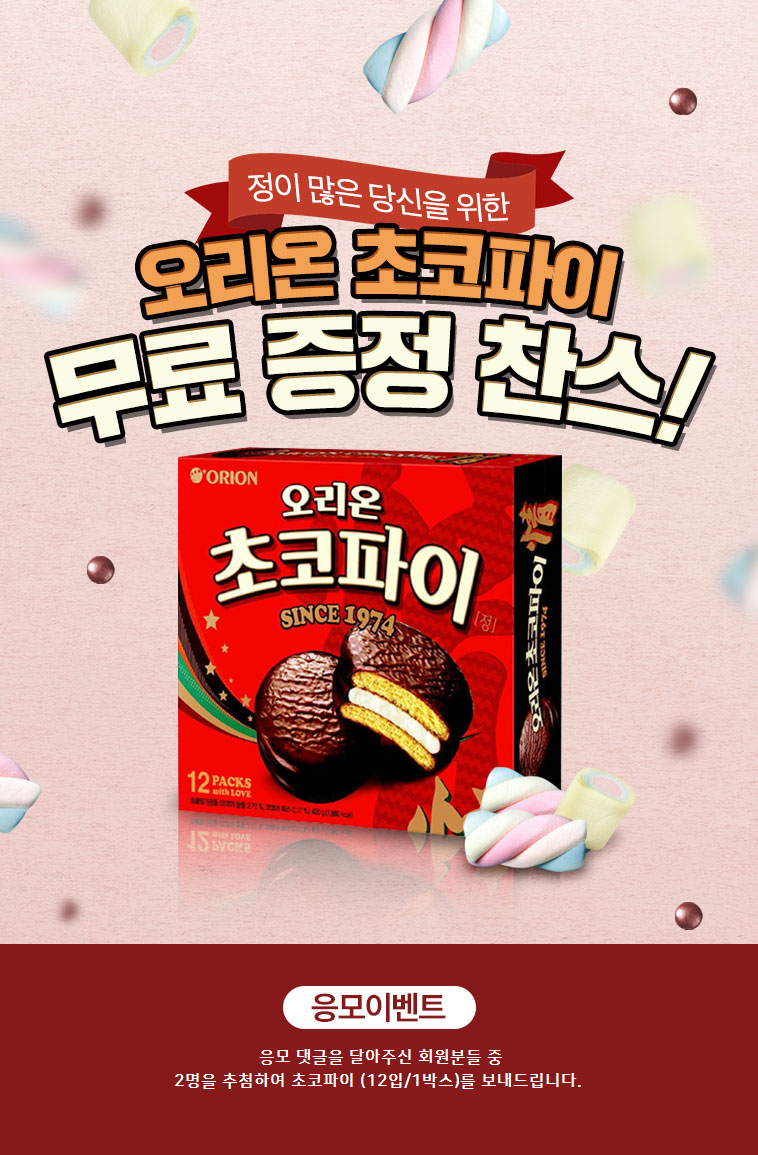 정이 많은 당신을 위한
오리온 초코파이
무료 증정 찬스!
ORION
오리온
초코파이
SINCE 1974
[정]
12 PACKS
with LOVE
情
오리온 초코파이
SINCE 1974
응모이벤트
응모 댓글을 달아주신 회원분들 중
2명을 추첨하여 초코파이 (12입/1박스)를 보내드립니다.